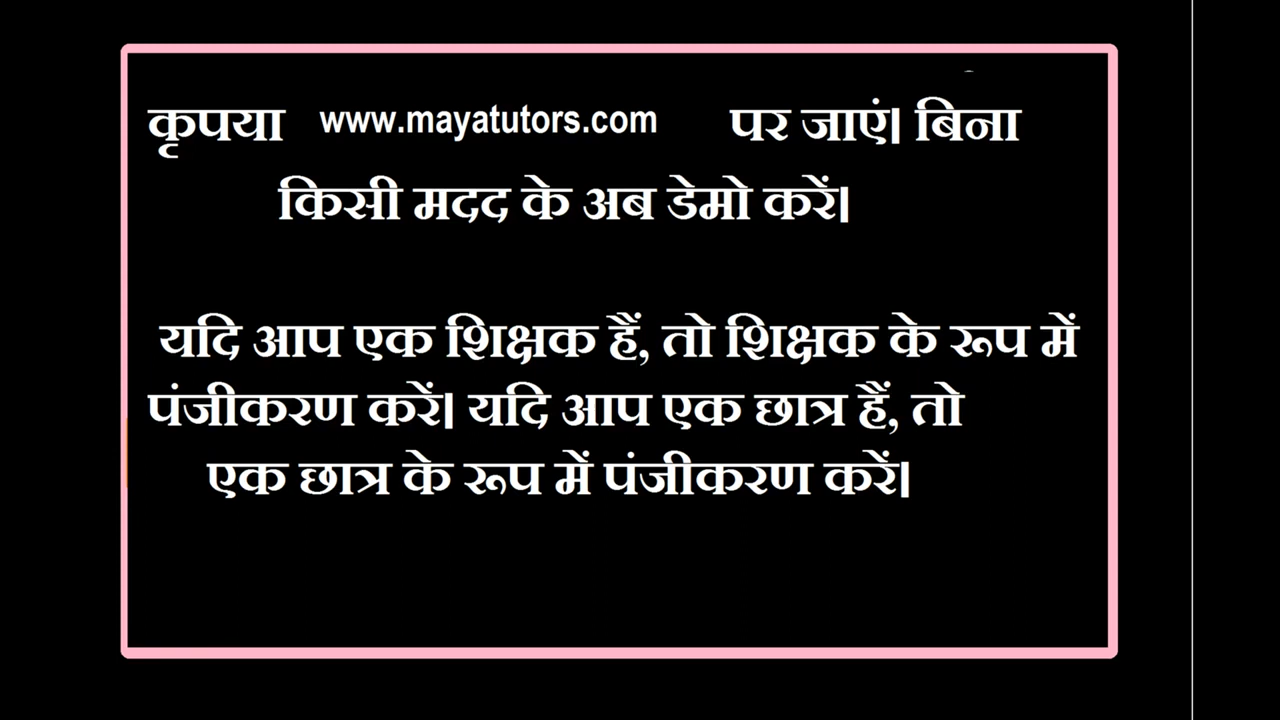 कृपया www.mayatutors.com पर जाएं। बिना
किसी मदद के अब डेमो करें।
यदि आप एक शिक्षक हैं, तो शिक्षक के रूप में
पंजीकरण करें। यदि आप एक छात्र हैं, तो
एक छात्र के रूप में पंजीकरण करें।